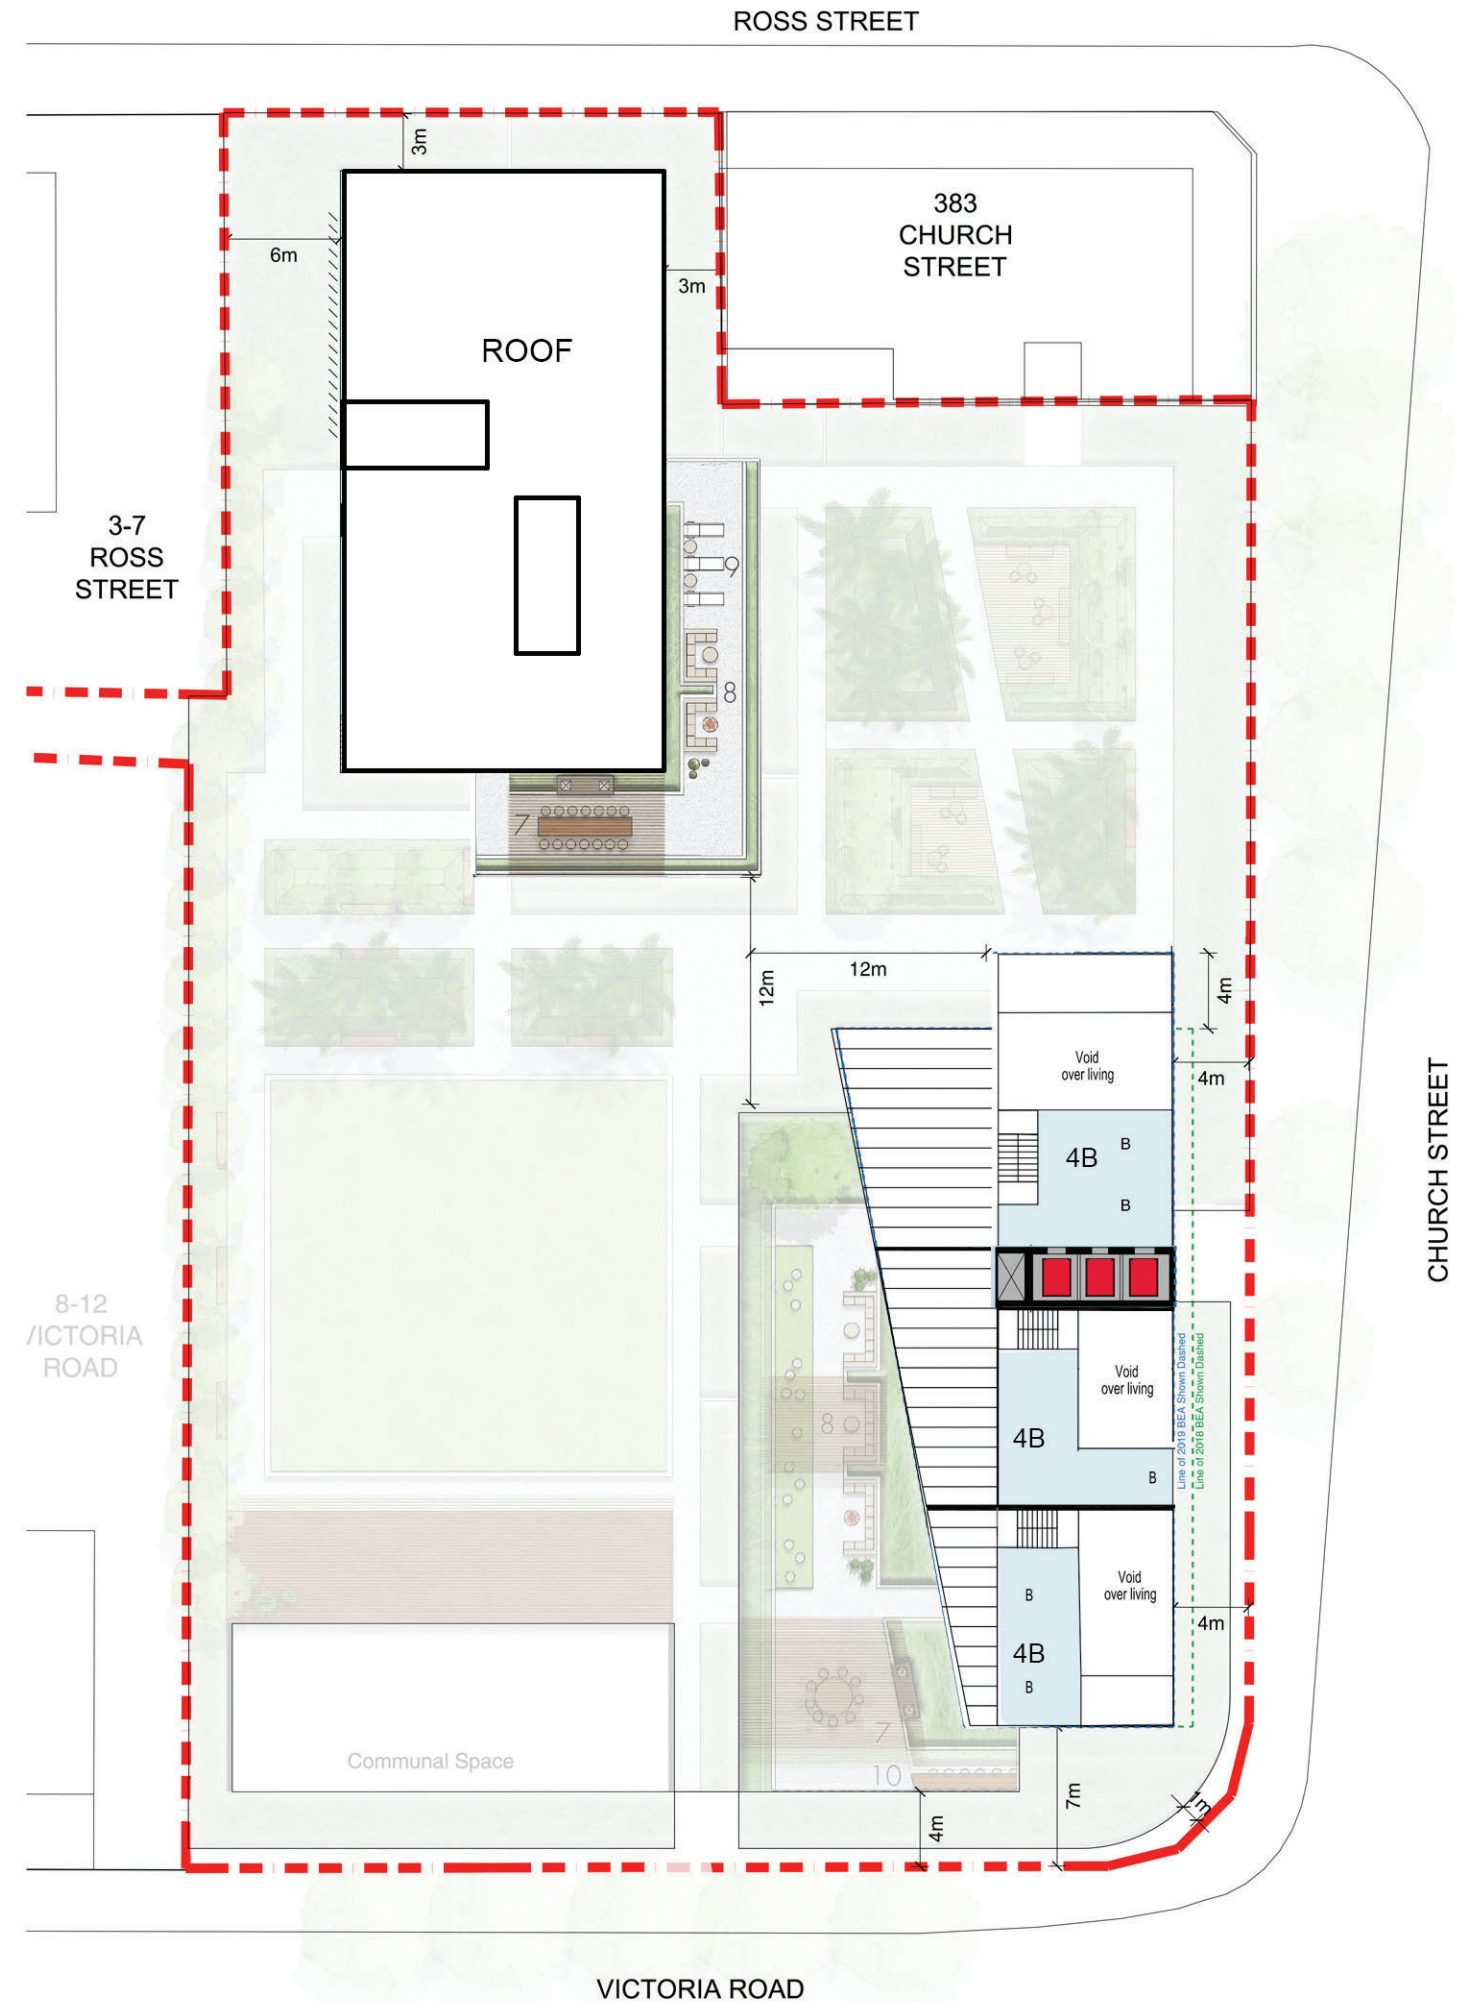 ROSS STREET
3m
383
CHURCH
STREET
6m
3m
ROOF
3-7
ROSS
STREET
9
8
7
12m
12m
4m
Void
over living
4m
4B
B
B
CHURCH STREET
8-12
VICTORIA
ROAD
Void
over living
Line of 2019 BEA Shown Dashed
Line of 2018 BEA Shown Dashed
8
4B
B
Void
over living
B
4m
4B
B
7
Communal Space
10
4m
7m
1m
VICTORIA ROAD